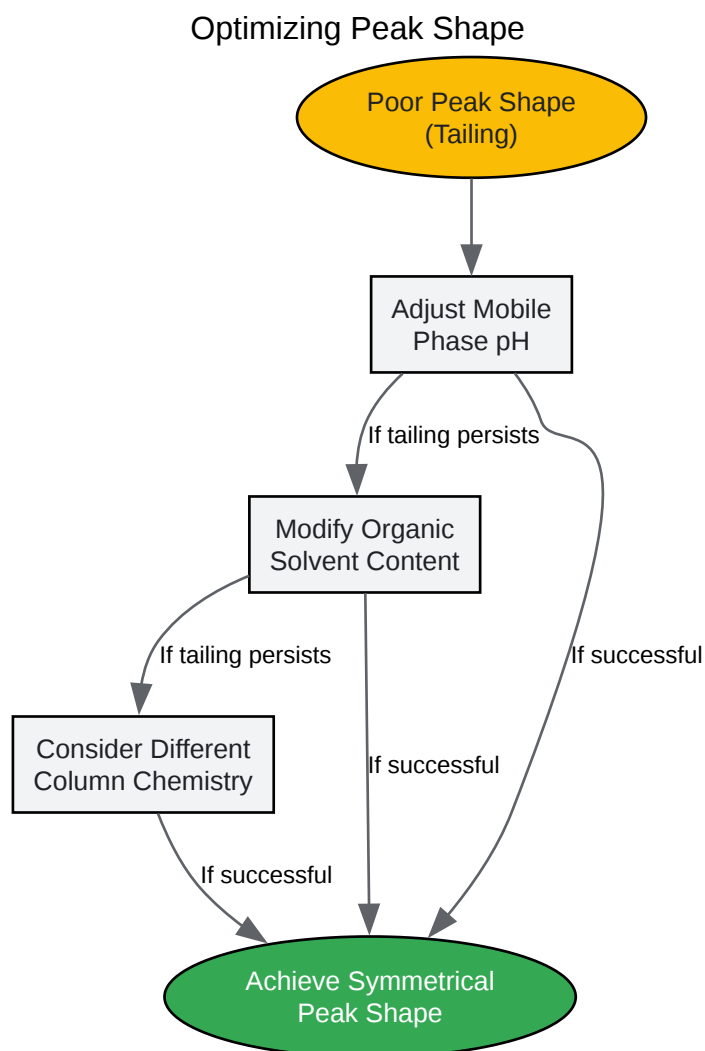 Optimizing Peak Shape
Poor Peak Shape
(Tailing)
Adjust Mobile
Phase pH
If tailing persists
Modify Organic
Solvent Content
If tailing persists
If successful
Consider Different
Column Chemistry
If successful
If successful
Achieve Symmetrical
Peak Shape